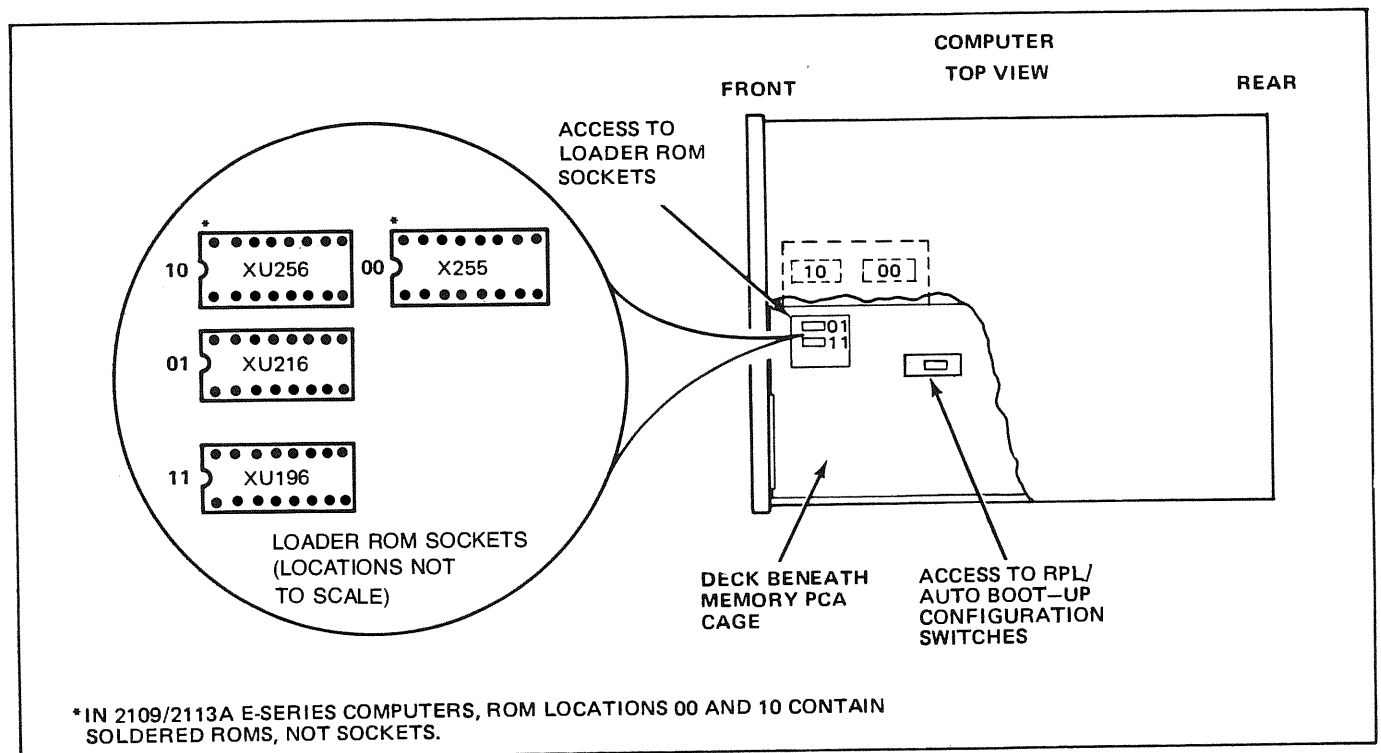 COMPUTER
TOP VIEW
FRONT
REAR
ACCESS TO
LOADER ROM
SOCKETS
*
*
10
XU256
00
X255
10
00
01
XU216
01
11
11
XU196
LOADER ROM SOCKETS
(LOCATIONS NOT
TO SCALE)
DECK BENEATH
MEMORY PCA
CAGE
ACCESS TO RPL/
AUTO BOOT—UP
CONFIGURATION
SWITCHES
*IN 2109/2113A E-SERIES COMPUTERS, ROM LOCATIONS 00 AND 10 CONTAIN
SOLDERED ROMS, NOT SOCKETS.